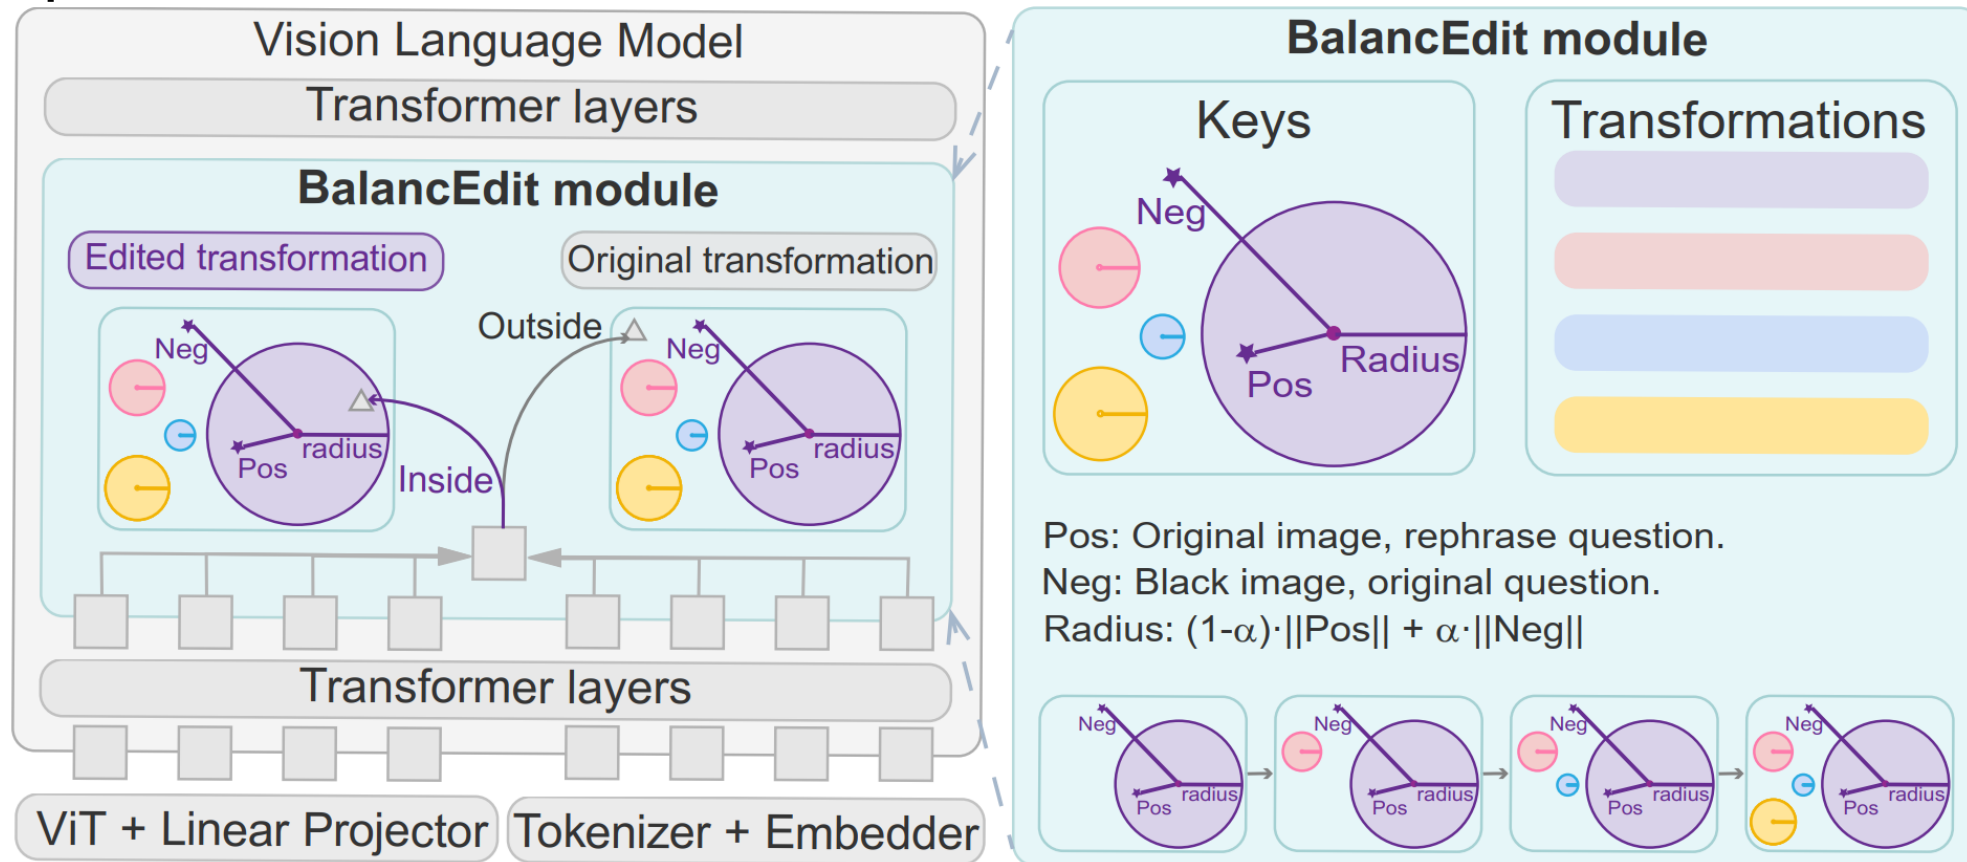 Vision Language Model
Transformer layers
BalancEdit module
Edited transformation
Original transformation
Outside
Neg
Pos
radius
Inside
Neg
Pos
radius
Transformer layers
ViT + Linear Projector
Tokenizer + Embedder
BalancEdit module
Keys
Neg
Pos
Radius
Transformations
Pos: Original image, rephrase question.
Neg: Black image, original question.
Radius: (1-α)·||Pos|| + α·||Neg||
Neg
Pos
radius
Neg
Pos
radius
Neg
Pos
radius
Neg
Pos
radius